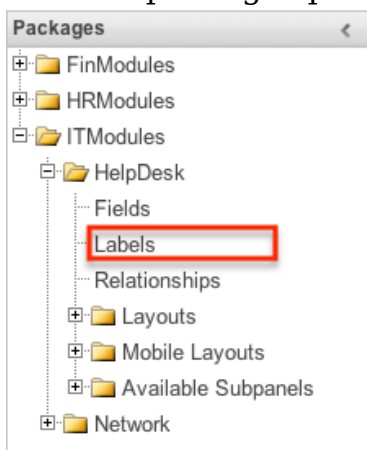 Packages
FinModules
HRModules
ITModules
HelpDesk
Fields
Labels
Relationships
Layouts
Mobile Layouts
Available Subpanels
Network